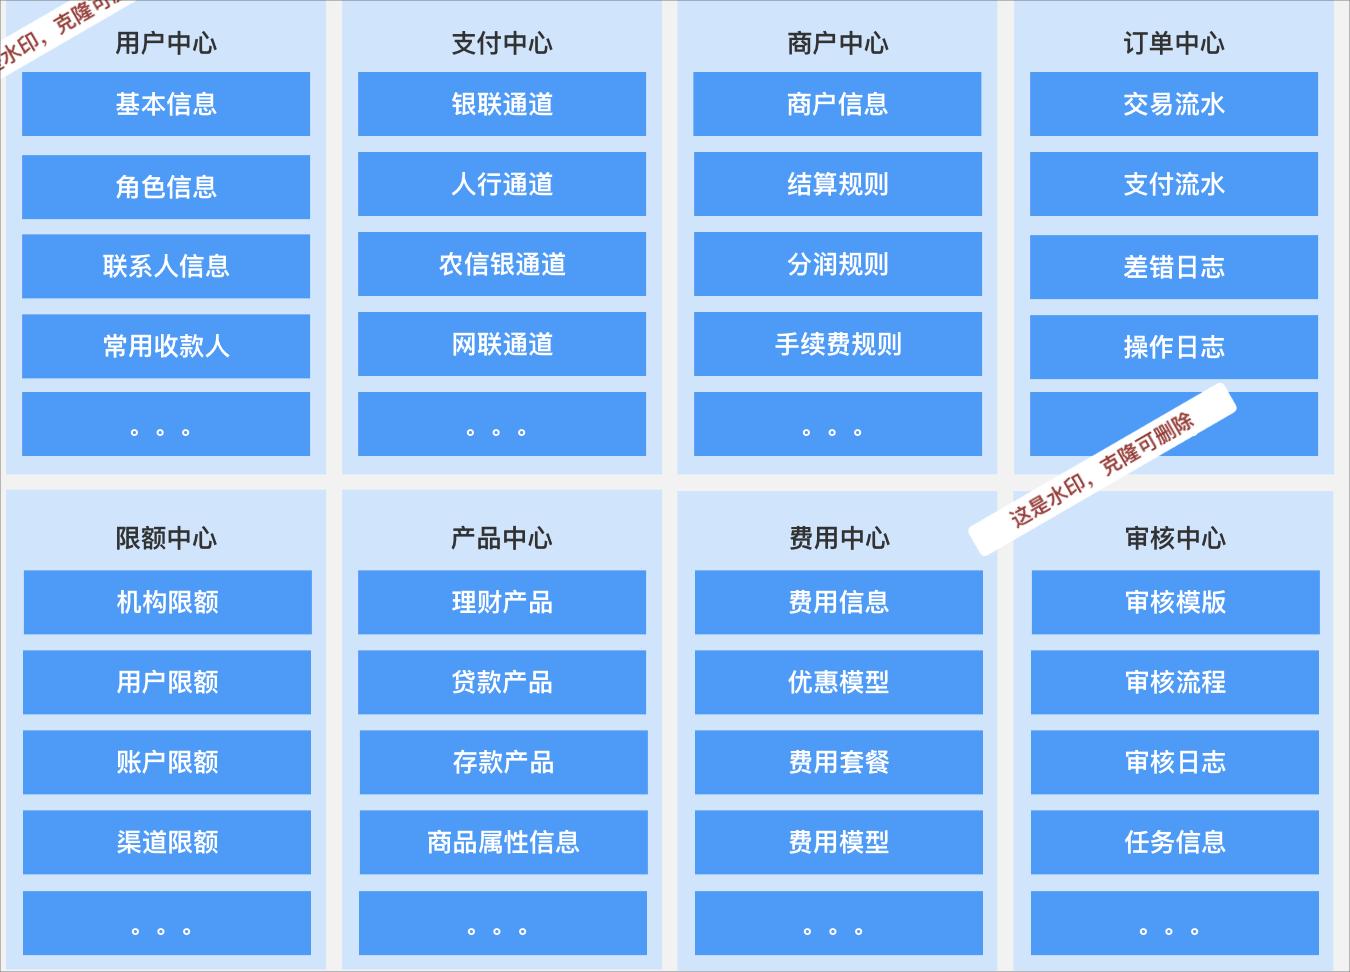 水印，克隆可
用户中心
基本信息
角色信息
联系人信息
常用收款人
。。。
支付中心
银联通道
人行通道
农信银通道
网联通道
。。。
商户中心
商户信息
结算规则
分润规则
手续费规则
。。。
订单中心
交易流水
支付流水
差错日志
操作日志
这是水印，克隆可删除
限额中心
机构限额
用户限额
账户限额
渠道限额
。。。
产品中心
理财产品
贷款产品
存款产品
商品属性信息
。。。
费用中心
费用信息
优惠模型
费用套餐
费用模型
。。。
审核中心
审核模版
审核流程
审核日志
任务信息
。。。